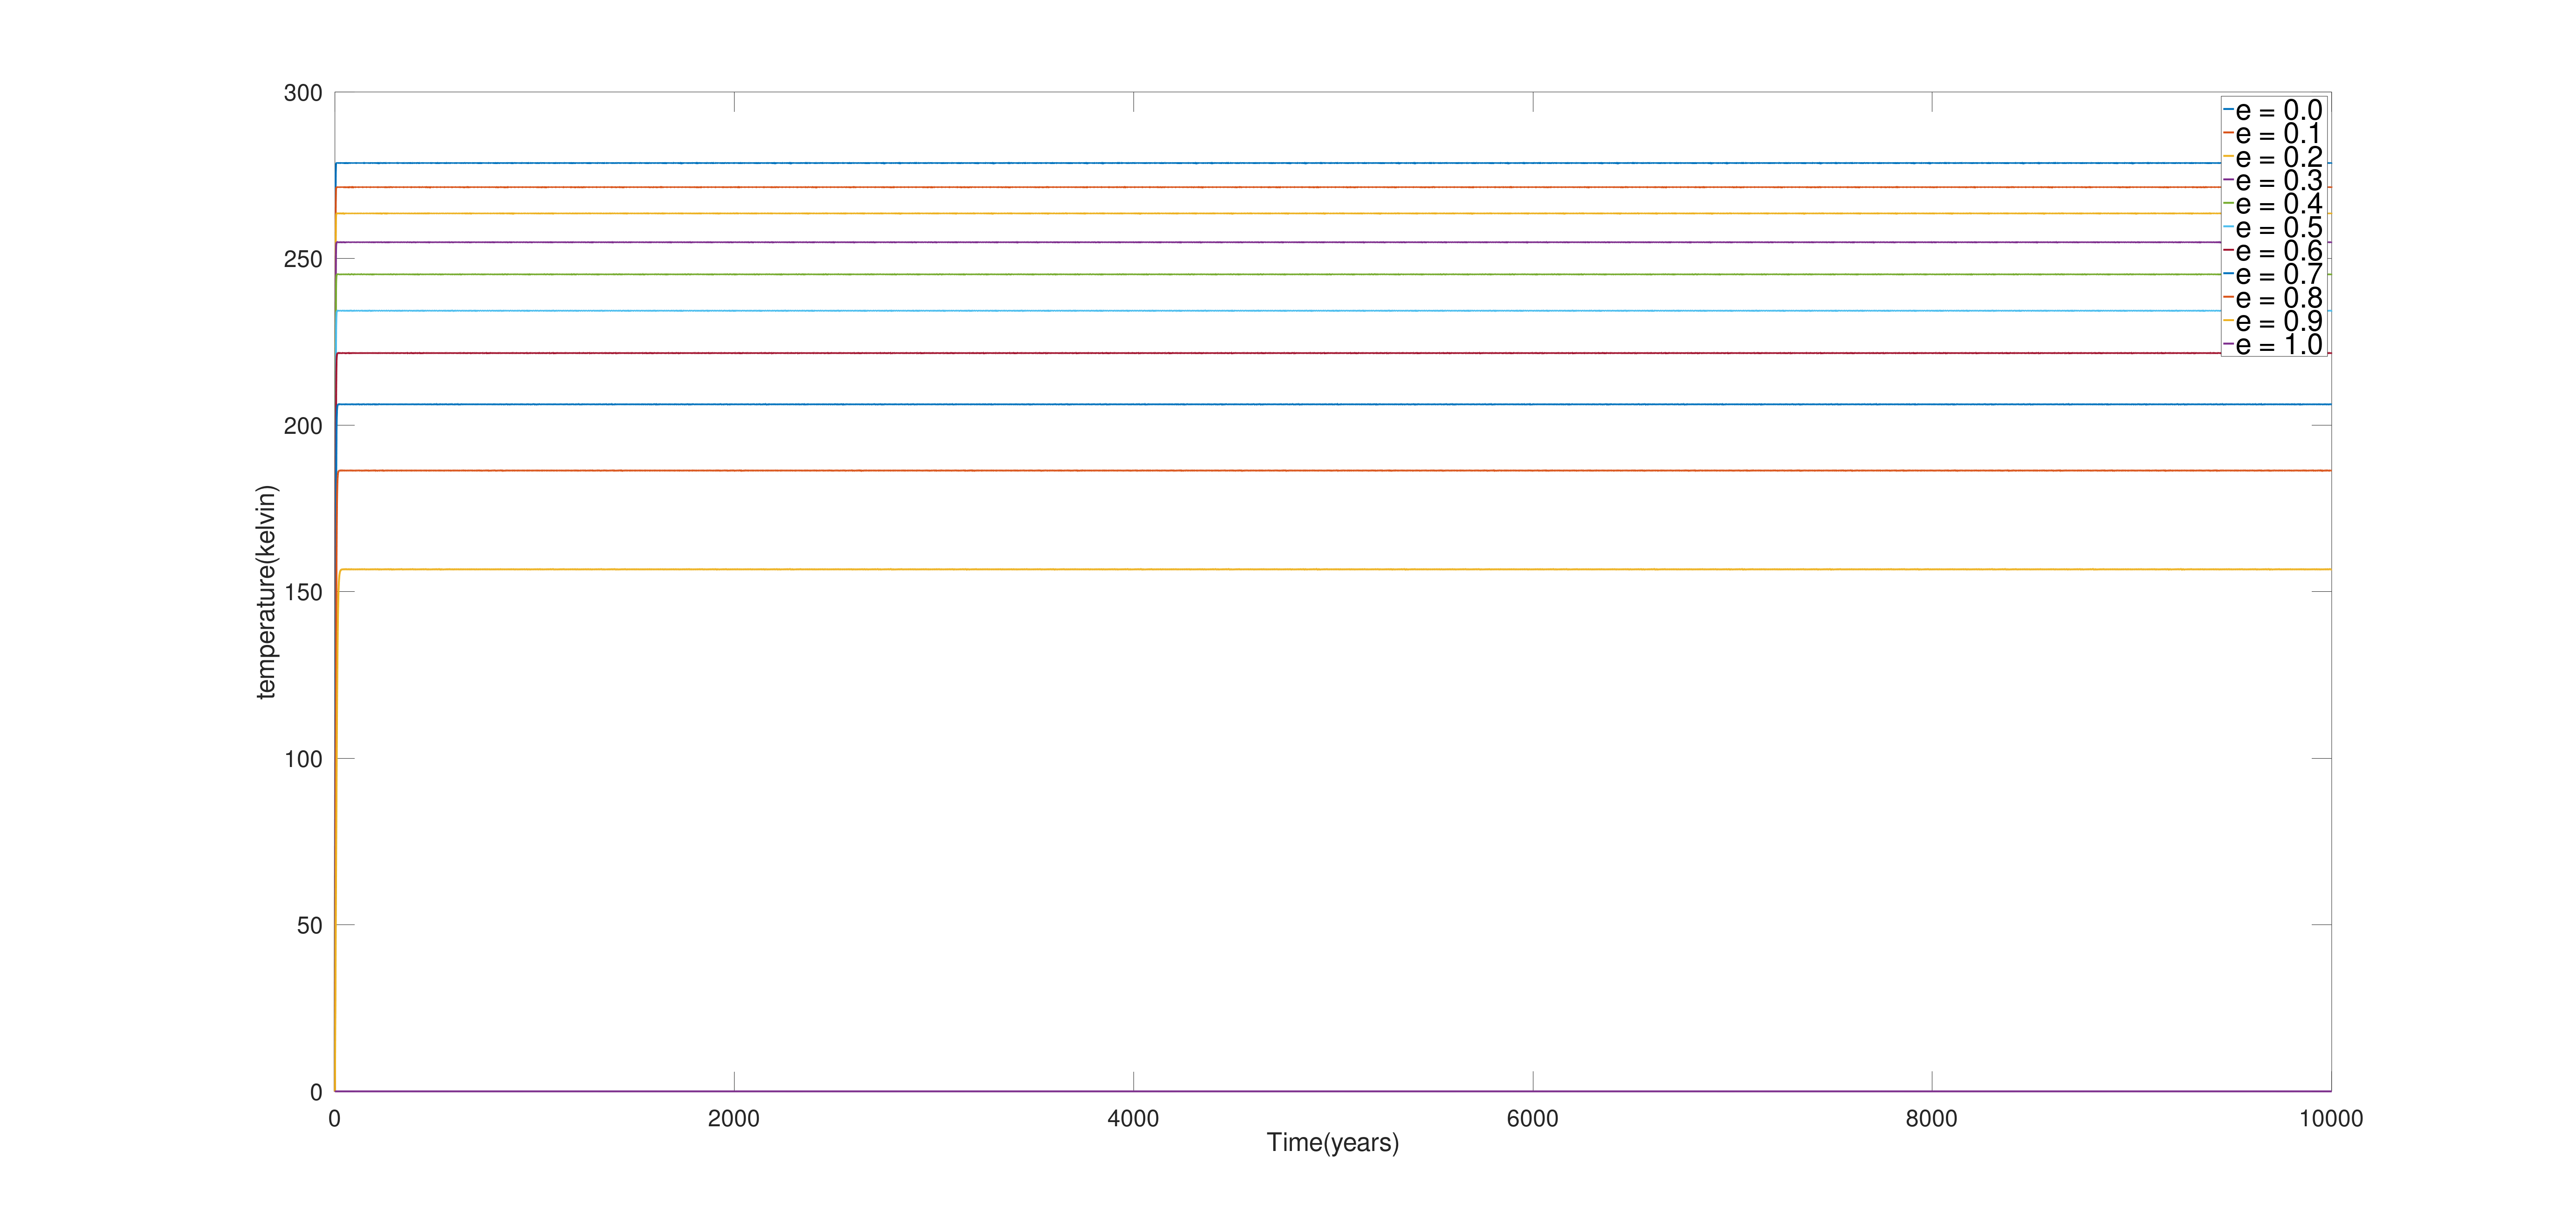 300
250
200
150
100
50
0
temperature(kelvin)
0
2000
4000
6000
8000
10000
Time(years)
e = 0.0
e = 0.1
e = 0.2
e = 0.3
e = 0.4
e = 0.5
e = 0.6
e = 0.7
e = 0.8
e = 0.9
e = 1.0